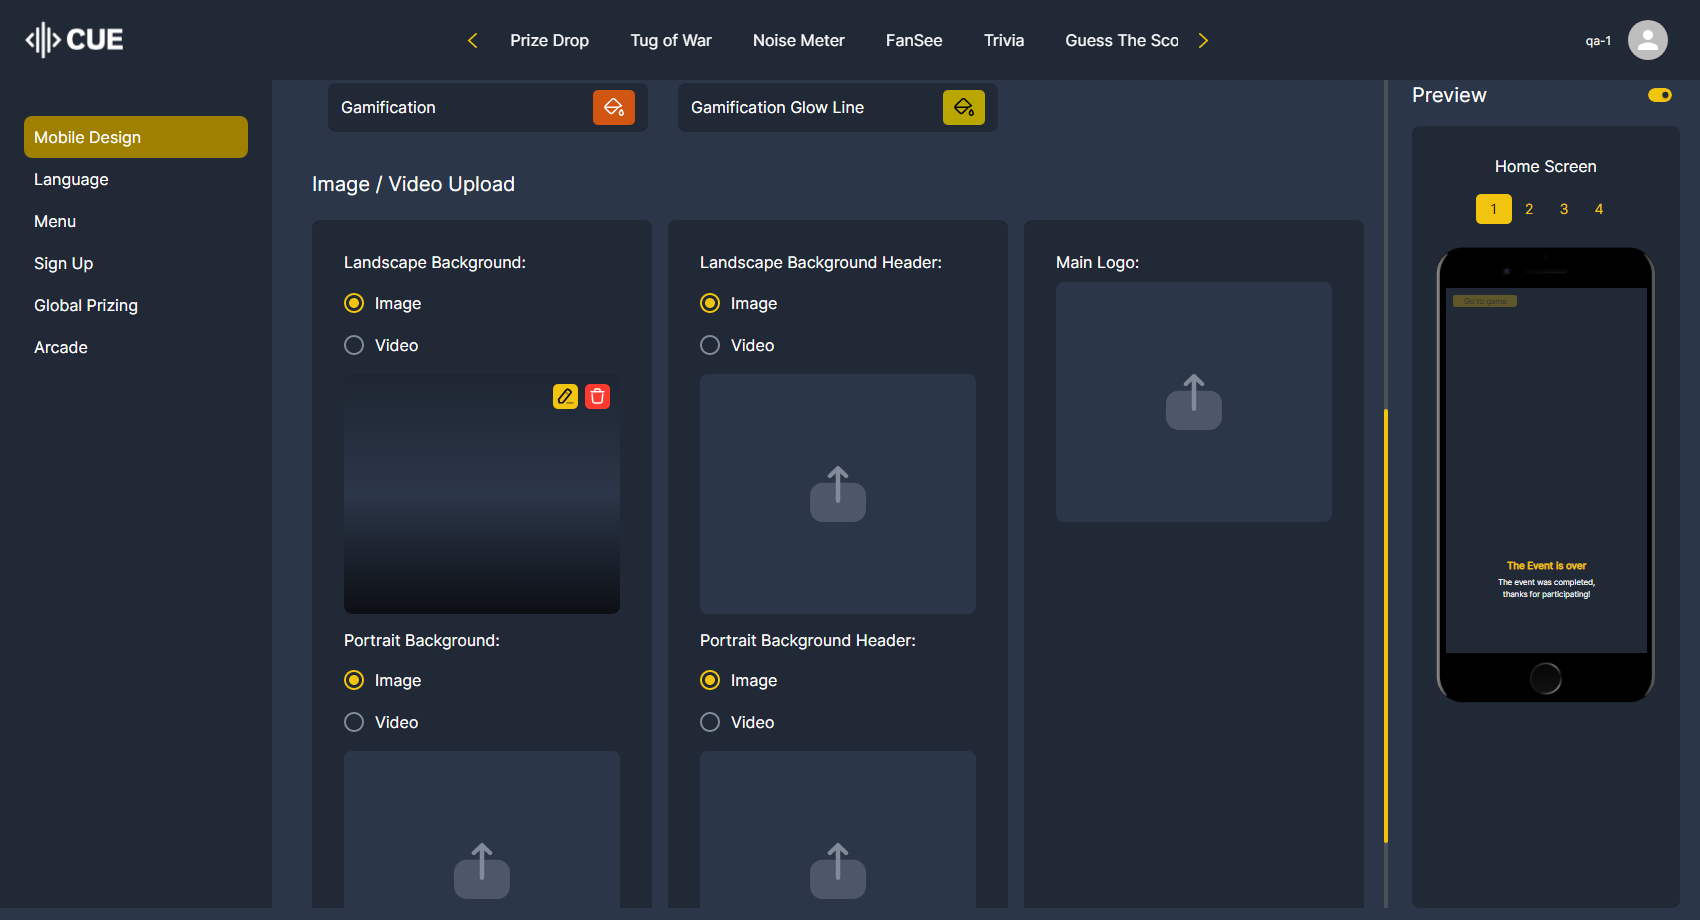 CUE
Prize Drop
Tug of War
Noise Meter
FanSee
Trivia
Guess The Sco
qa-1
Mobile Design
Language
Menu
Sign Up
Global Prizing
Arcade
Gamification
Gamification Glow Line
Image / Video Upload
Landscape Background:
Image
Video
Portrait Background:
Image
Video
Landscape Background Header:
Image
Video
Portrait Background Header:
Image
Video
Main Logo:
Preview
Home Screen
1 2 3 4
Go to game
The Event is over
The event was completed,
thanks for participating!